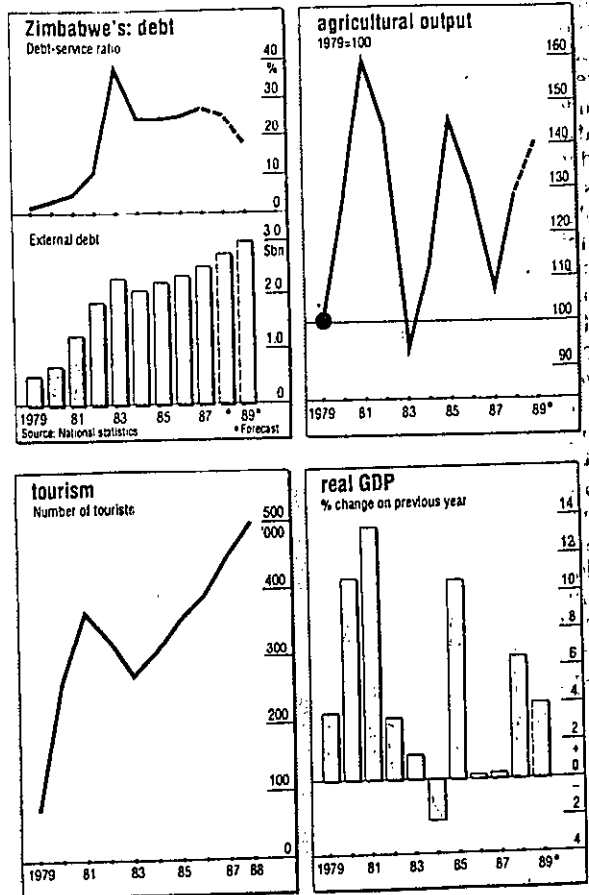 Zimbabwe's: debt
Debt-service ratio
40
%
30
20
10
0
External debt
3.0
$bn
2.0
1.0
0
1979 81 83 85 87 * 89*
Source: National statistics *Forecast
agricultural output
1979=100
160
150
140
130
120
110
100
90
1979 81 83 85 87 89*
tourism
Number of tourists
500
'000
400
300
200
100
0
1979 81 83 85 87 88
real GDP
% change on previous year
14
12
10
8
6
4
2
+
0
–
2
4
1979 81 83 85 87 89*